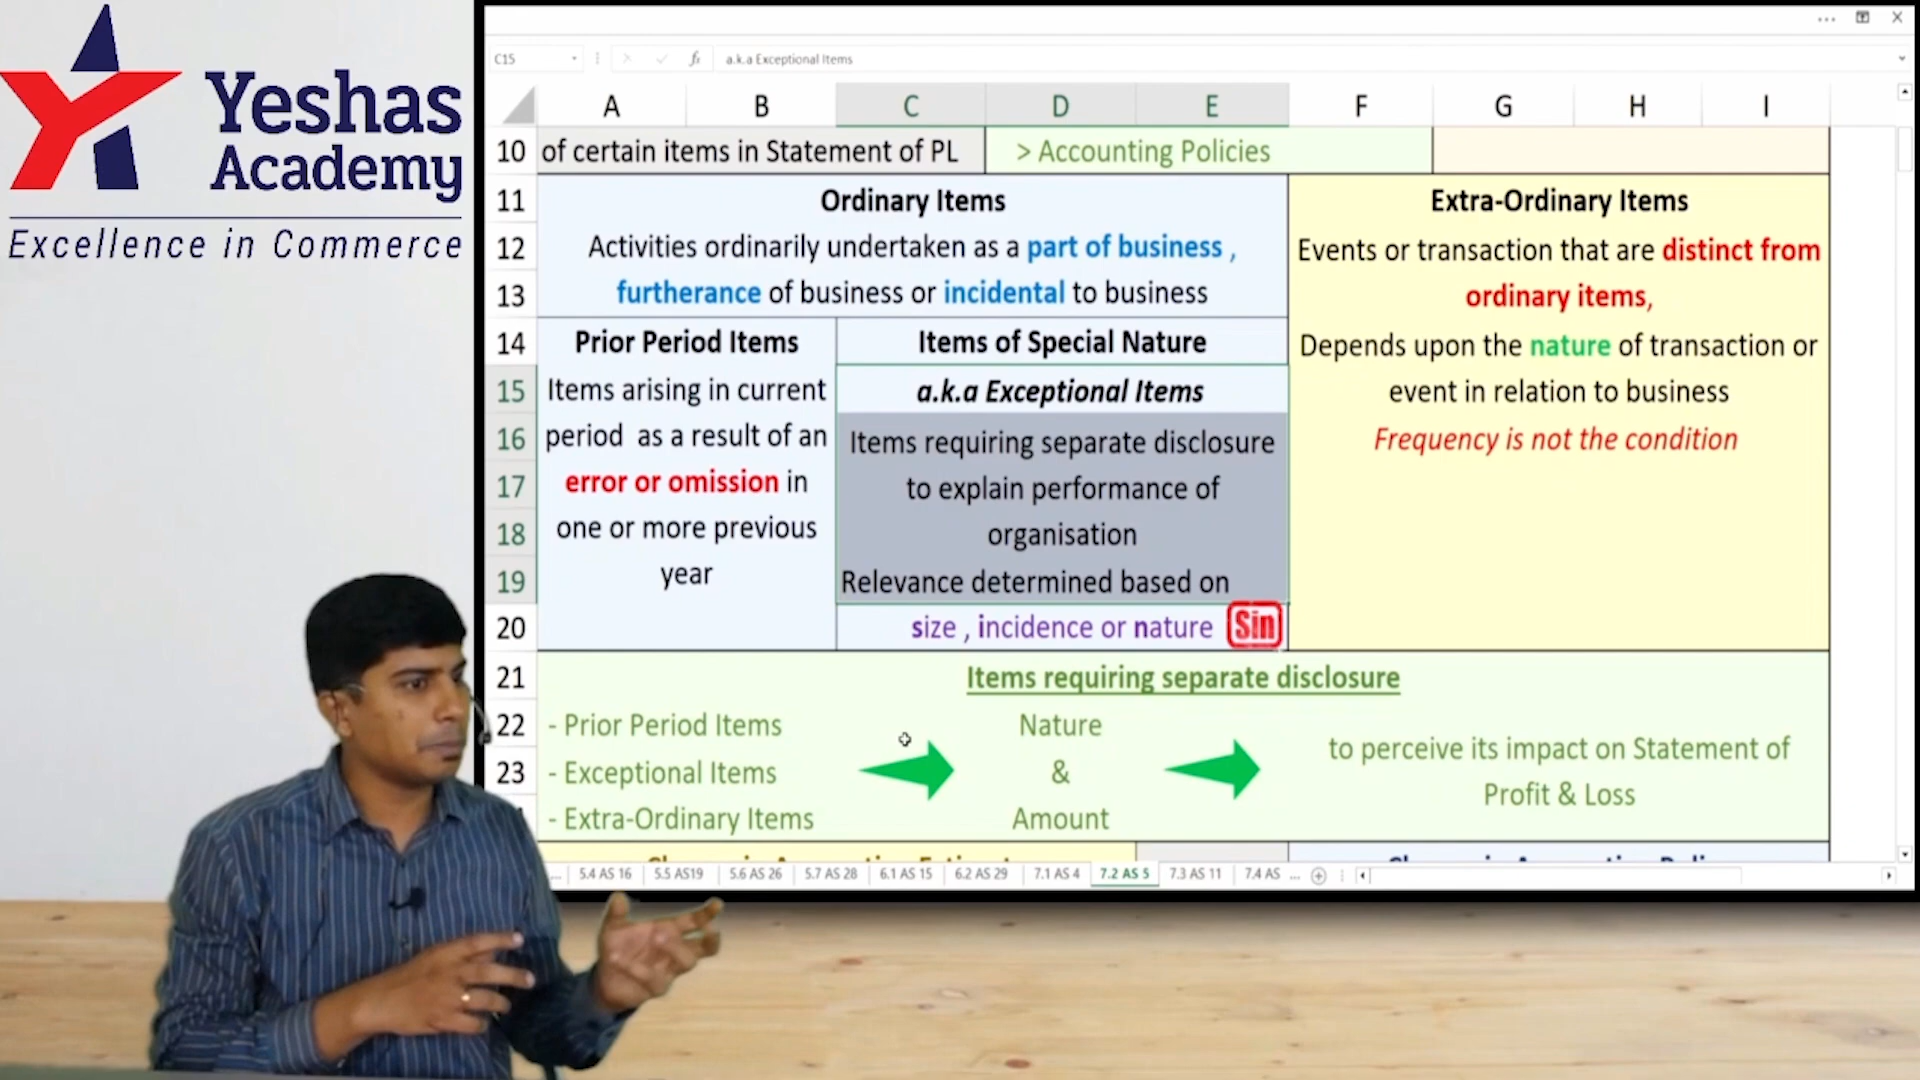 Yeshas
Academy
Excellence in Commerce
C15
fx
a.k.a Exceptional Items
A B C D E F G H I
10 of certain items in Statement of PL > Accounting Policies
11 Ordinary Items
12 Activities ordinarily undertaken as a part of business ,
13 furtherance of business or incidental to business
Extra-Ordinary Items
Events or transaction that are distinct from
ordinary items,
Depends upon the nature of transaction or
event in relation to business
Frequency is not the condition
14 Prior Period Items
15 Items arising in current
16 period as a result of an
17 error or omission in
18 one or more previous
19 year
20
Items of Special Nature
a.k.a Exceptional Items
Items requiring separate disclosure
to explain performance of
organisation
Relevance determined based on
size , incidence or nature Sin
21 Items requiring separate disclosure
22 - Prior Period Items
23 - Exceptional Items
- Extra-Ordinary Items
Nature
&
Amount
to perceive its impact on Statement of
Profit & Loss
... 5.4 AS 16 5.5 AS19 5.6 AS 26 5.7 AS 28 6.1 AS 15 6.2 AS 29 7.1 AS 4 7.2 AS 5 7.3 AS 11 7.4 AS ...